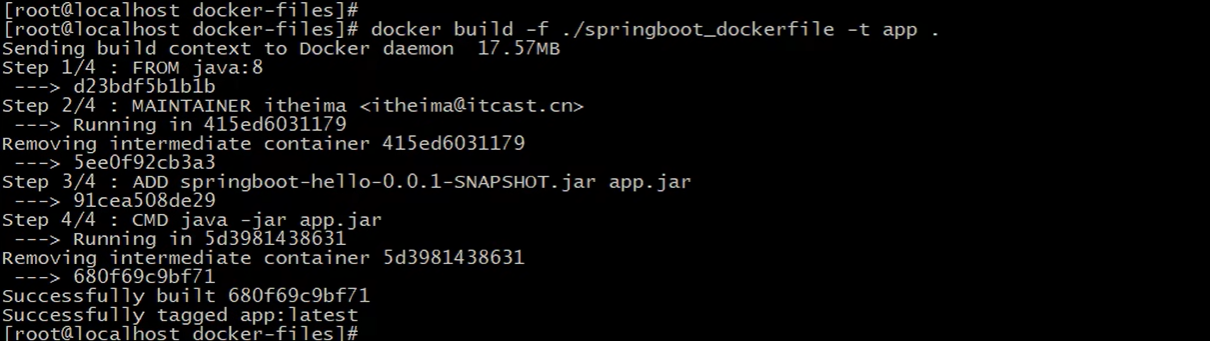 [root@localhost docker-files]#
[root@localhost docker-files]# docker build -f ./springboot_dockerfile -t app .
Sending build context to Docker daemon  17.57MB
Step 1/4 : FROM java:8
 ---> d23bdf5b1b1b
Step 2/4 : MAINTAINER itheima <itheima@itcast.cn>
 ---> Running in 415ed6031179
Removing intermediate container 415ed6031179
 ---> 5ee0f92cb3a3
Step 3/4 : ADD springboot-hello-0.0.1-SNAPSHOT.jar app.jar
 ---> 91cea508de29
Step 4/4 : CMD java -jar app.jar
 ---> Running in 5d3981438631
Removing intermediate container 5d3981438631
 ---> 680f69c9bf71
Successfully built 680f69c9bf71
Successfully tagged app:latest
[root@localhost docker-files]#